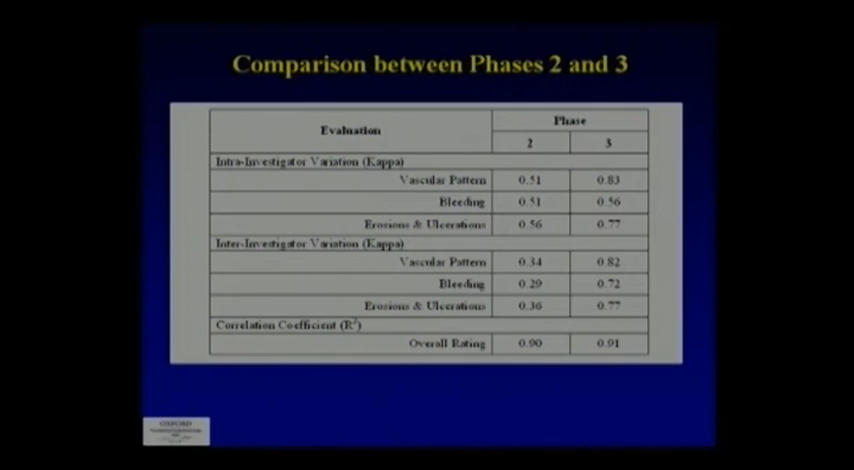 Comparison between Phases 2 and 3
Evaluation
Phase
2 3
Intra-Investigator Variation (Kappa)
Vascular Pattern 0.51 0.83
Bleeding 0.51 0.56
Erosions & Ulcerations 0.56 0.77
Inter-Investigator Variation (Kappa)
Vascular Pattern 0.34 0.82
Bleeding 0.29 0.72
Erosions & Ulcerations 0.36 0.77
Correlation Coefficient (R²)
Overall Rating 0.90 0.91
OXFORD